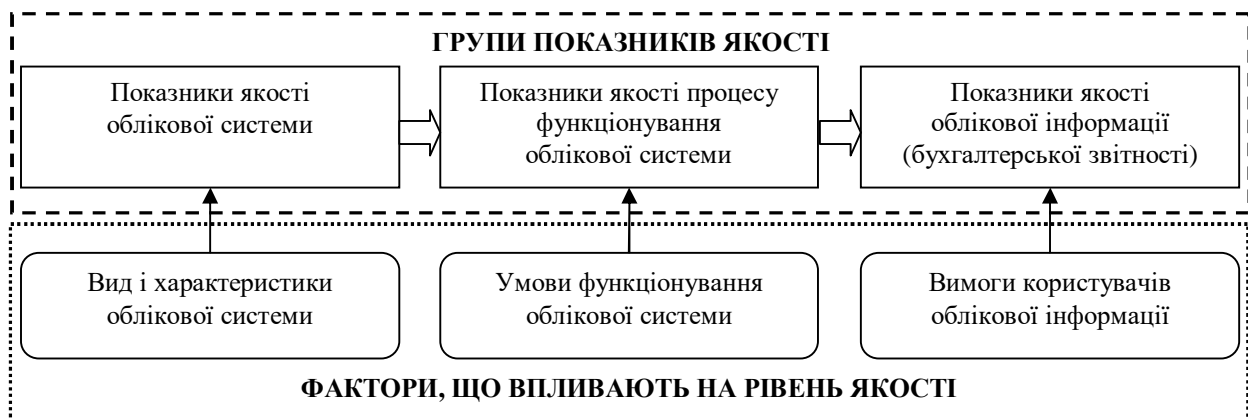 ГРУПИ ПОКАЗНИКІВ ЯКОСТІ
Показники якості
облікової системи
Показники якості процесу
функціонування
облікової системи
Показники якості
облікової інформації
(бухгалтерської звітності)
Вид і характеристики
облікової системи
Умови функціонування
облікової системи
Вимоги користувачів
облікової інформації
ФАКТОРИ, ЩО ВПЛИВАЮТЬ НА РІВЕНЬ ЯКОСТІ